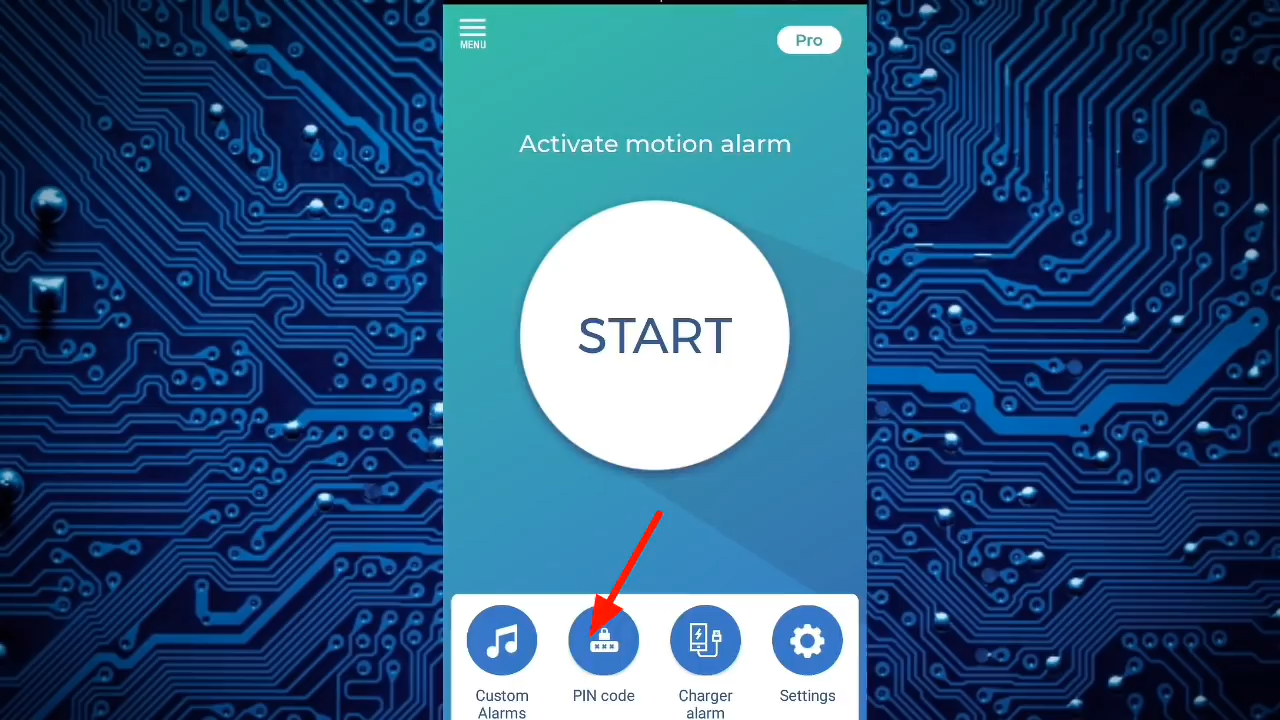 MENU
Pro
Activate motion alarm
START
Custom
Alarms
PIN code
Charger
alarm
Settings